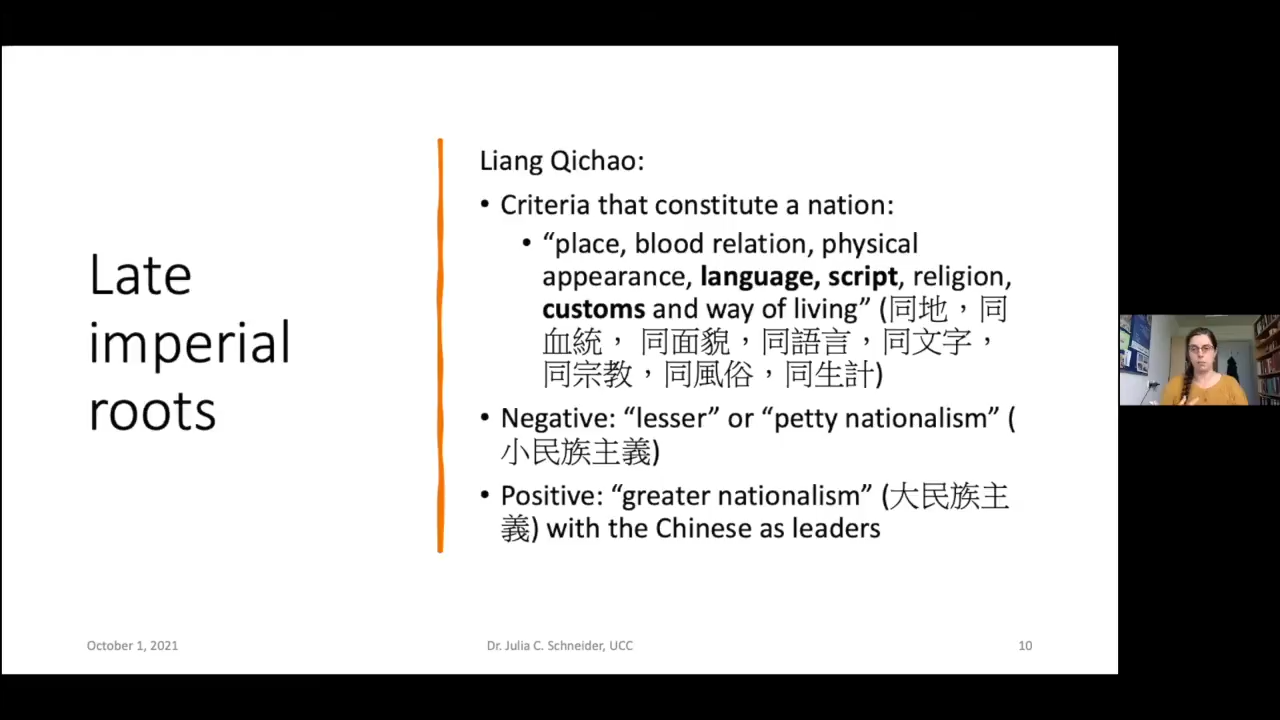 Late
imperial
roots
Liang Qichao:
• Criteria that constitute a nation:
• “place, blood relation, physical
appearance, language, script, religion,
customs and way of living” (同地，同
血統， 同面貌，同語言，同文字，
同宗教，同風俗，同生計)
• Negative: “lesser” or “petty nationalism” (
小民族主義)
• Positive: “greater nationalism” (大民族主
義) with the Chinese as leaders
October 1, 2021
Dr. Julia C. Schneider, UCC
10